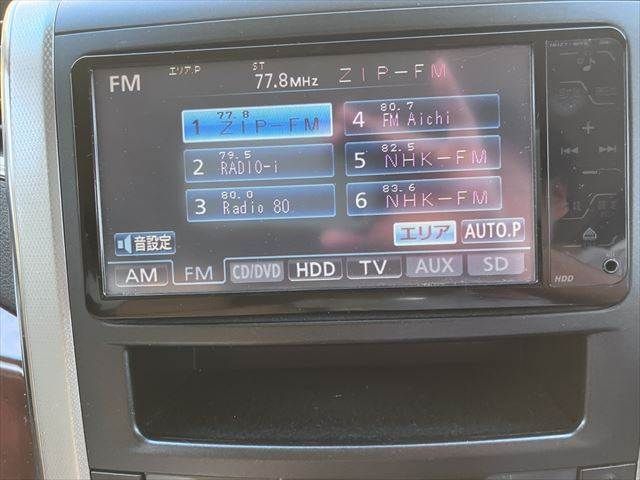 FM エリアP ST 77.8MHz ZIP-FM
1 77.8 ZIP-FM
2 79.5 RADIO-i
3 80.0 Radio 80
4 80.7 FM Aichi
5 82.5 NHK-FM
6 83.6 NHK-FM
エリア AUTO.P
音設定
AM FM CD/DVD HDD TV AUX SD
HDD